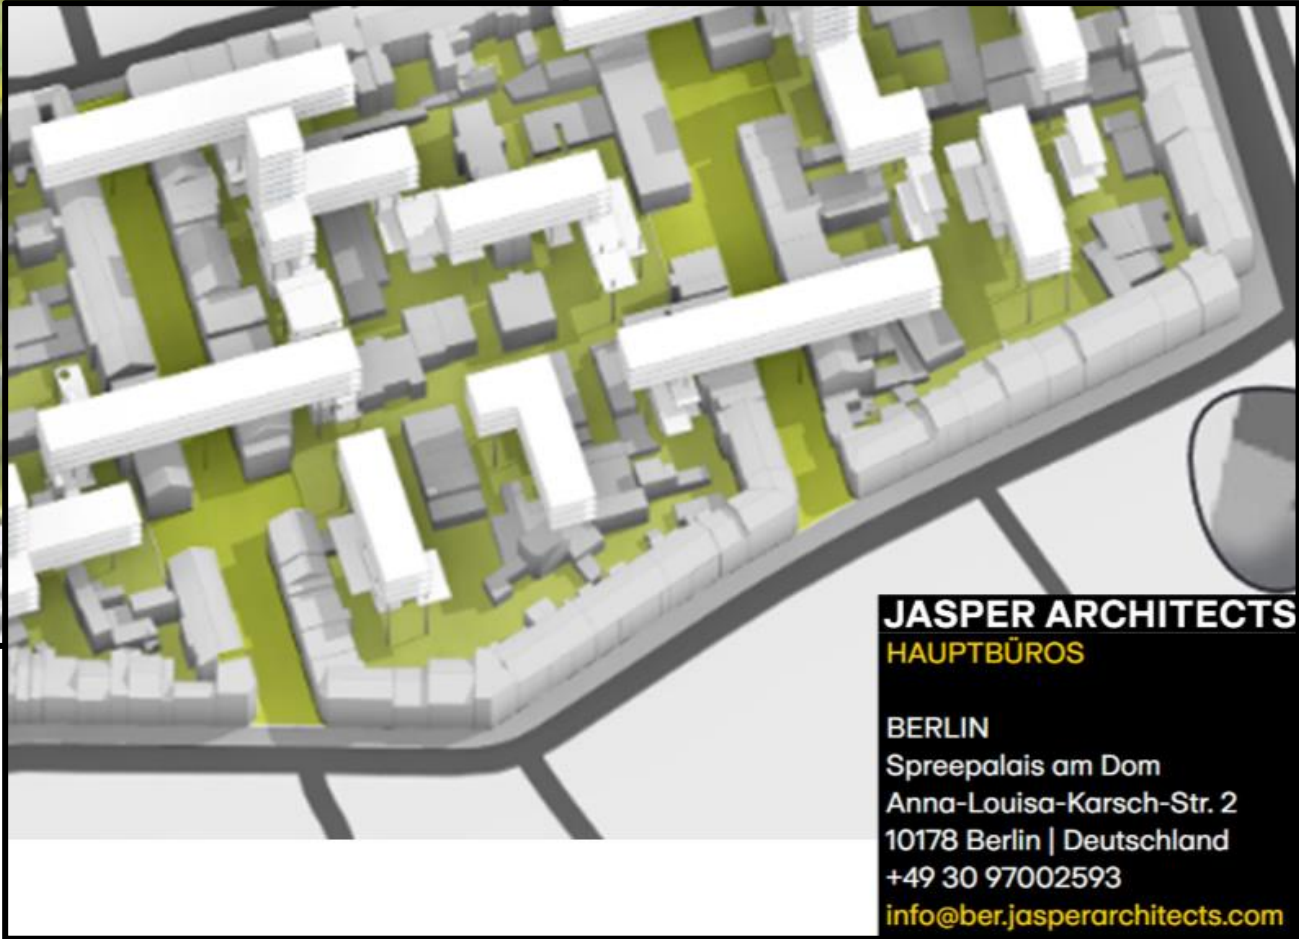 JASPER ARCHITECTS
HAUPTBÜROS
BERLIN
Spreepalais am Dom
Anna-Louisa-Karsch-Str. 2
10178 Berlin | Deutschland
+49 30 97002593
info@ber.jasperarchitects.com